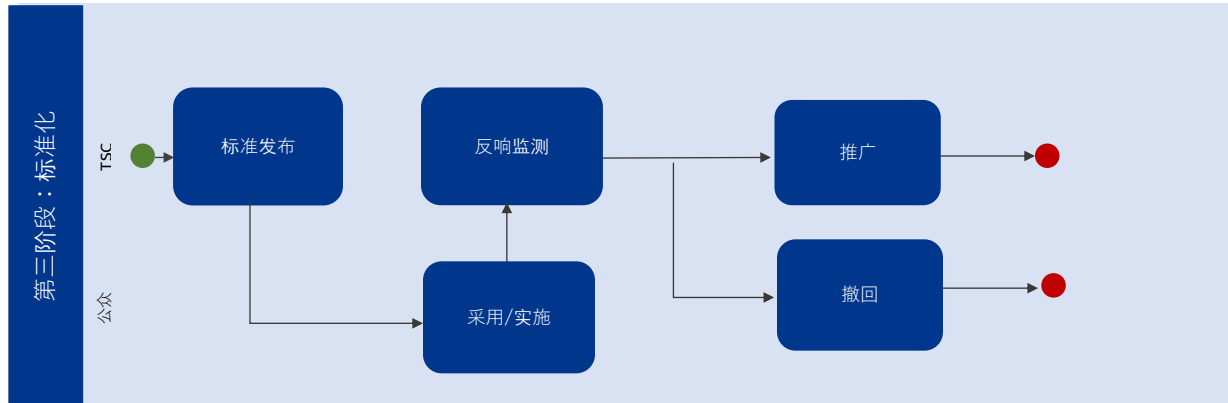 第三阶段：标准化
TSC
标准发布
反响监测
推广
公众
采用/实施
撤回